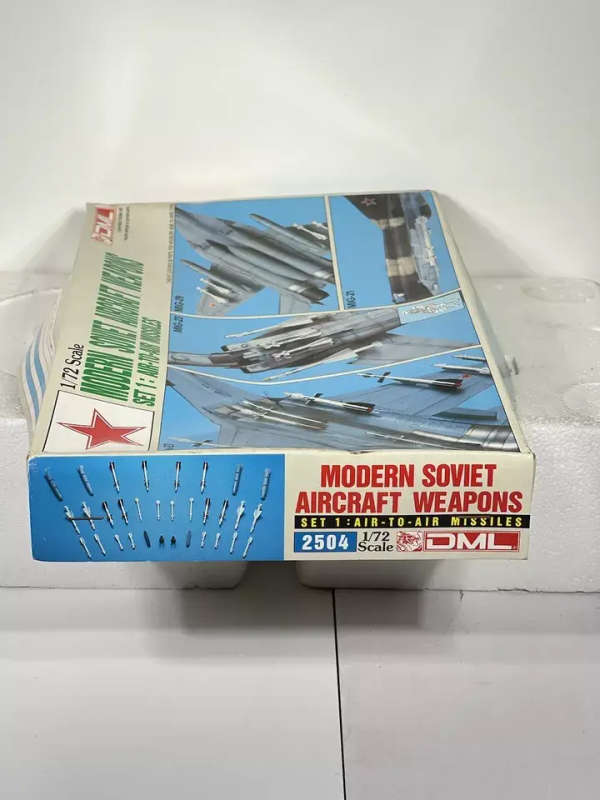 DML
1/72 Scale
MODERN SOVIET AIRCRAFT WEAPONS
SET 1: AIR-TO-AIR MISSILES
MIG-21
MODERN SOVIET
AIRCRAFT WEAPONS
SET 1:AIR-TO-AIR MISSILES
2504 1/72 Scale DML